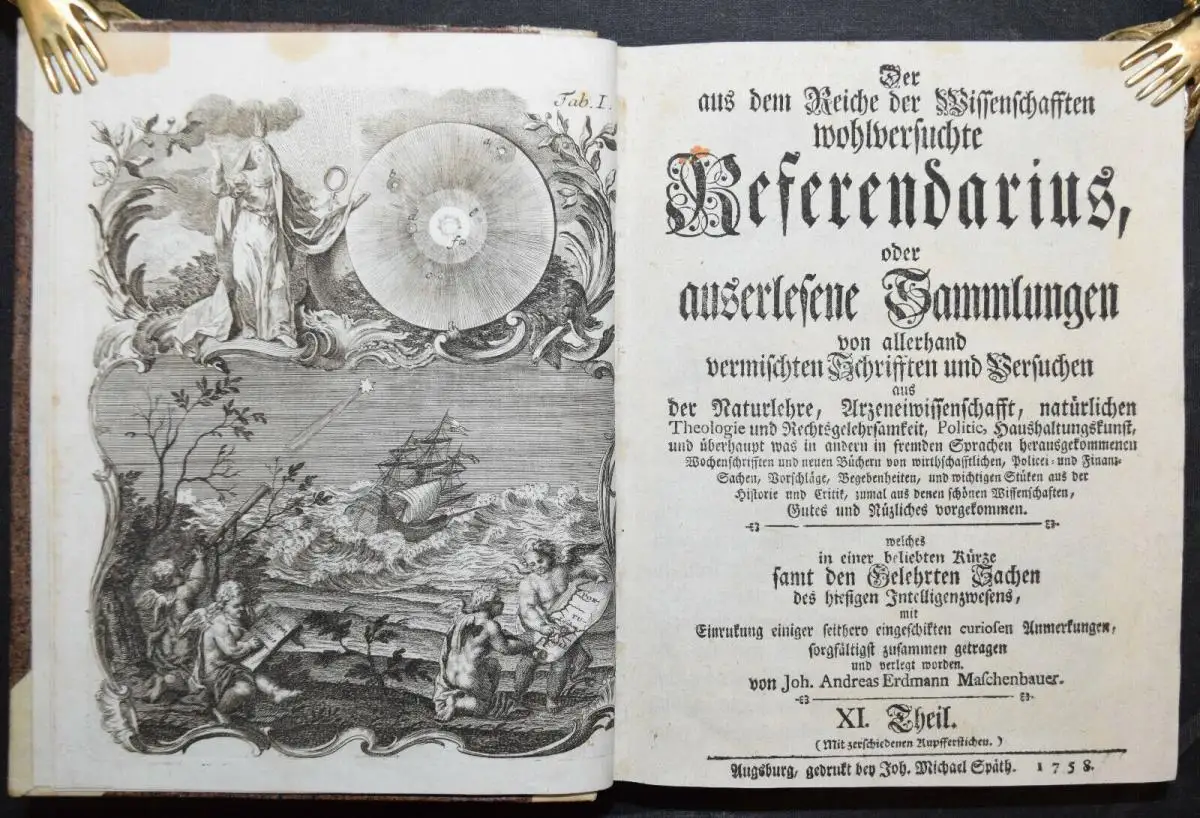 Tab. I.
Der
aus dem Reiche der Wissenschafften
wohlversuchte
Referendarius,
oder
auserlesene Sammlungen
von allerhand
vermischten Schrifften und Versuchen
aus
der Naturlehre, Arzeneiwissenschafft, natürlichen
Theologie und Rechtsgelehrsamkeit, Politic, Haushaltungskunst,
und überhaupt was in andern in fremden Sprachen herausgekommenen
Wochenschrifften und neuen Büchern von wirthschafftlichen, Policei- und Finanz-
Sachen, Vorschläge, Begebenheiten, und wichtigen Stüken aus der
Historie und Critik, zumal aus denen schönen Wissenschaften,
Gutes und Nüzliches vorgekommen.
welches
in einer beliebten Kürze
samt den Gelehrten Sachen
des hiesigen Intelligenzwesens,
mit
Einrukung einiger seithero eingeschikten curiosen Anmerkungen,
sorgfältigst zusammen getragen
und verlegt worden.
von Joh. Andreas Erdmann Maschenbauer.
XI. Theil.
(Mit zerschiedenen Kupfferstichen.)
Augsburg, gedrukt bey Joh. Michael Späth. 1758.